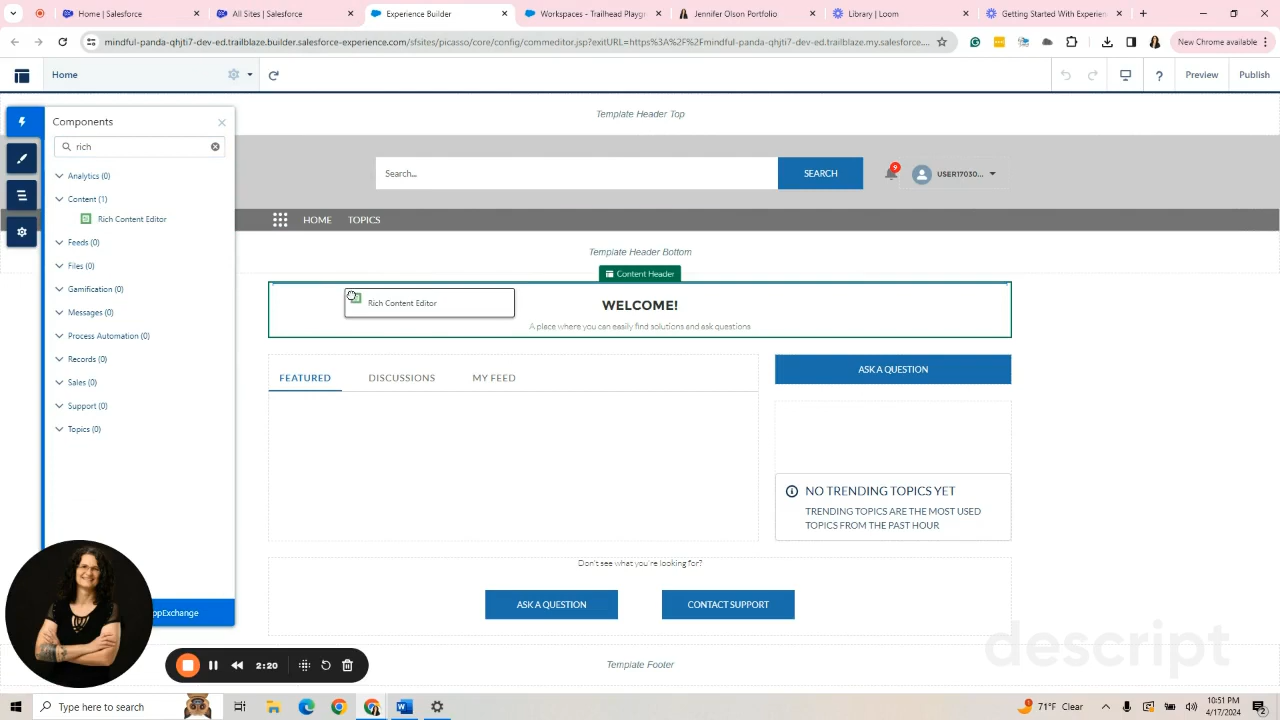 Home | Salesforce
All Sites | Salesforce
Experience Builder
Workspaces - Trailhead Playgr
Jennifer Olson Portfolio
Library | Loom
Getting Started With Experien
mindful-panda-qhjti7-dev-ed.trailblaze.builder.salesforce-experience.com/sfsites/picasso/core/config/commeditor.jsp?exitURL=https%3A%2F%2Fmindful-panda-qhjti7-dev-ed.trailblaze.my.salesforce....
New Chrome available
Home
Preview
Publish
Template Header Top
Components
rich
Analytics (0)
Content (1)
Rich Content Editor
Feeds (0)
Files (0)
Gamification (0)
Messages (0)
Process Automation (0)
Records (0)
Sales (0)
Support (0)
Topics (0)
ppExchange
Search...
SEARCH
9
USER17030...
HOME
TOPICS
Template Header Bottom
Content Header
Rich Content Editor
WELCOME!
A place where you can easily find solutions and ask questions
FEATURED
DISCUSSIONS
MY FEED
ASK A QUESTION
NO TRENDING TOPICS YET
TRENDING TOPICS ARE THE MOST USED
TOPICS FROM THE PAST HOUR
Don't see what you're looking for?
ASK A QUESTION
CONTACT SUPPORT
descript
Template Footer
2:20
Type here to search
71°F Clear
10:51 PM
4/17/2024
2